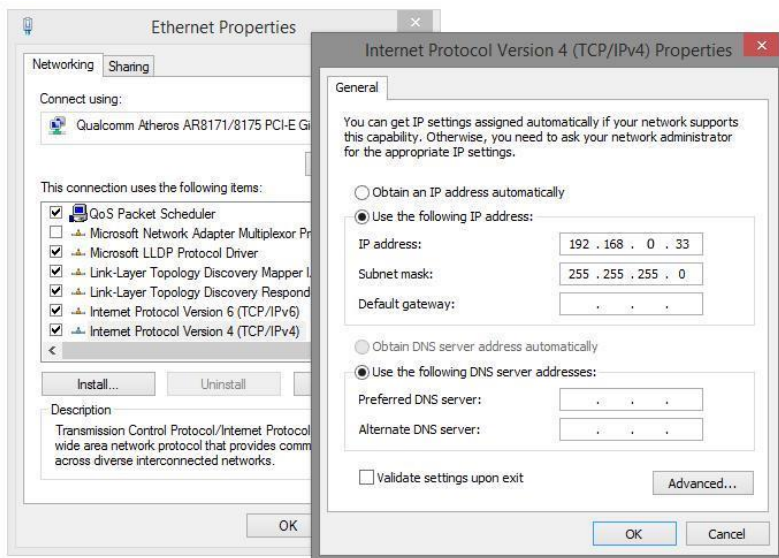 Ethernet Properties
Networking
Sharing
Connect using:
Qualcomm Atheros AR8171/8175 PCI-E Gi
This connection uses the following items:
QoS Packet Scheduler
Microsoft Network Adapter Multiplexor Pr
Microsoft LLDP Protocol Driver
Link-Layer Topology Discovery Mapper I
Link-Layer Topology Discovery Respond
Internet Protocol Version 6 (TCP/IPv6)
Internet Protocol Version 4 (TCP/IPv4)
Install...
Uninstall
Description
Transmission Control Protocol/Internet Protocol
wide area network protocol that provides comm
across diverse interconnected networks.
OK
Internet Protocol Version 4 (TCP/IPv4) Properties
General
You can get IP settings assigned automatically if your network supports
this capability. Otherwise, you need to ask your network administrator
for the appropriate IP settings.
Obtain an IP address automatically
Use the following IP address:
IP address: 192 . 168 . 0 . 33
Subnet mask: 255 . 255 . 255 . 0
Default gateway: . . .
Obtain DNS server address automatically
Use the following DNS server addresses:
Preferred DNS server: . . .
Alternate DNS server: . . .
Validate settings upon exit
Advanced...
OK
Cancel